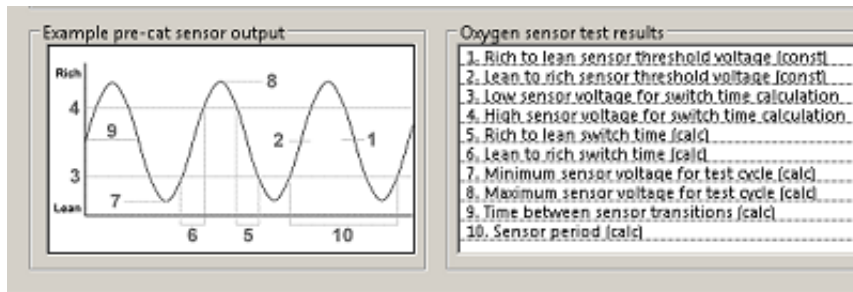 Example pre-cat sensor output
Rich
4
3
Lean
9
7
8
2
1
6
5
10
Oxygen sensor test results
1. Rich to lean sensor threshold voltage (const)
2. Lean to rich sensor threshold voltage (const)
3. Low sensor voltage for switch time calculation
4. High sensor voltage for switch time calculation
5. Rich to lean switch time (calc)
6. Lean to rich switch time (calc)
7. Minimum sensor voltage for test cycle (calc)
8. Maximum sensor voltage for test cycle (calc)
9. Time between sensor transitions (calc)
10. Sensor period (calc)